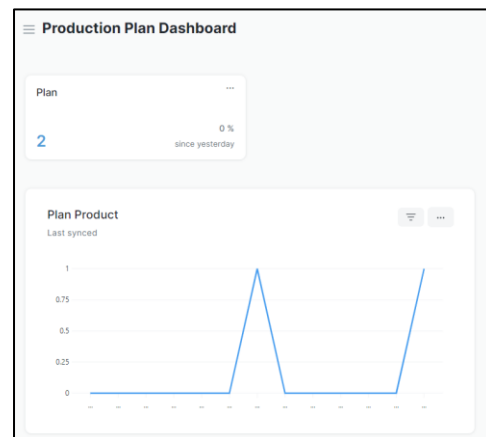 Production Plan Dashboard
Plan ...
0 %
2
since yesterday
Plan Product
...
Last synced
1
0.75
0.5
0.25
0
... ... ... ... ... ... ... ... ... ... ... ... ...